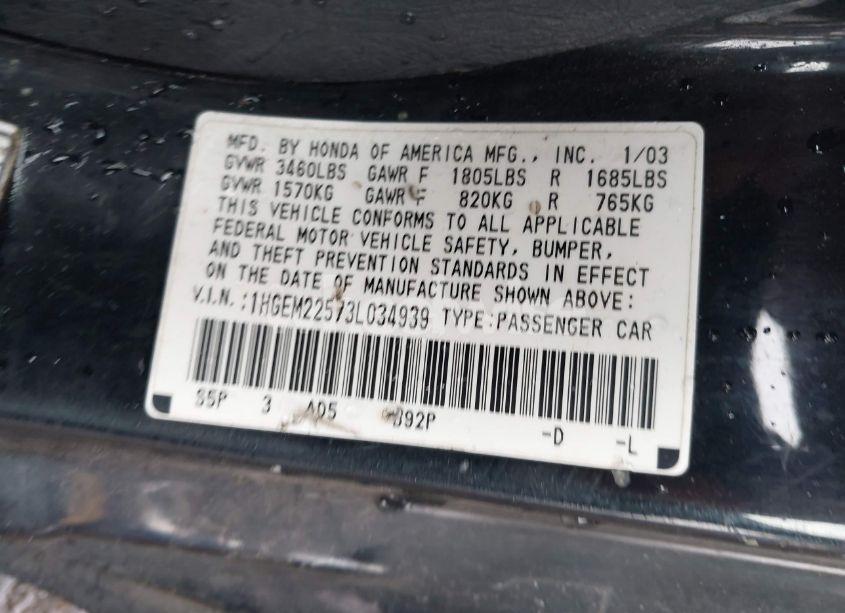 MFD. BY HONDA OF AMERICA MFG., INC. 1/03
GVWR 3460LBS GAWR F 1805LBS R 1685LBS
GVWR 1570KG GAWR F 820KG R 765KG
THIS VEHICLE CONFORMS TO ALL APPLICABLE
FEDERAL MOTOR VEHICLE SAFETY, BUMPER,
AND THEFT PREVENTION STANDARDS IN EFFECT
ON THE DATE OF MANUFACTURE SHOWN ABOVE:
V.I.N.:1HGEM22573L034939 TYPE:PASSENGER CAR
S5P 3 A05 B92P -D -L